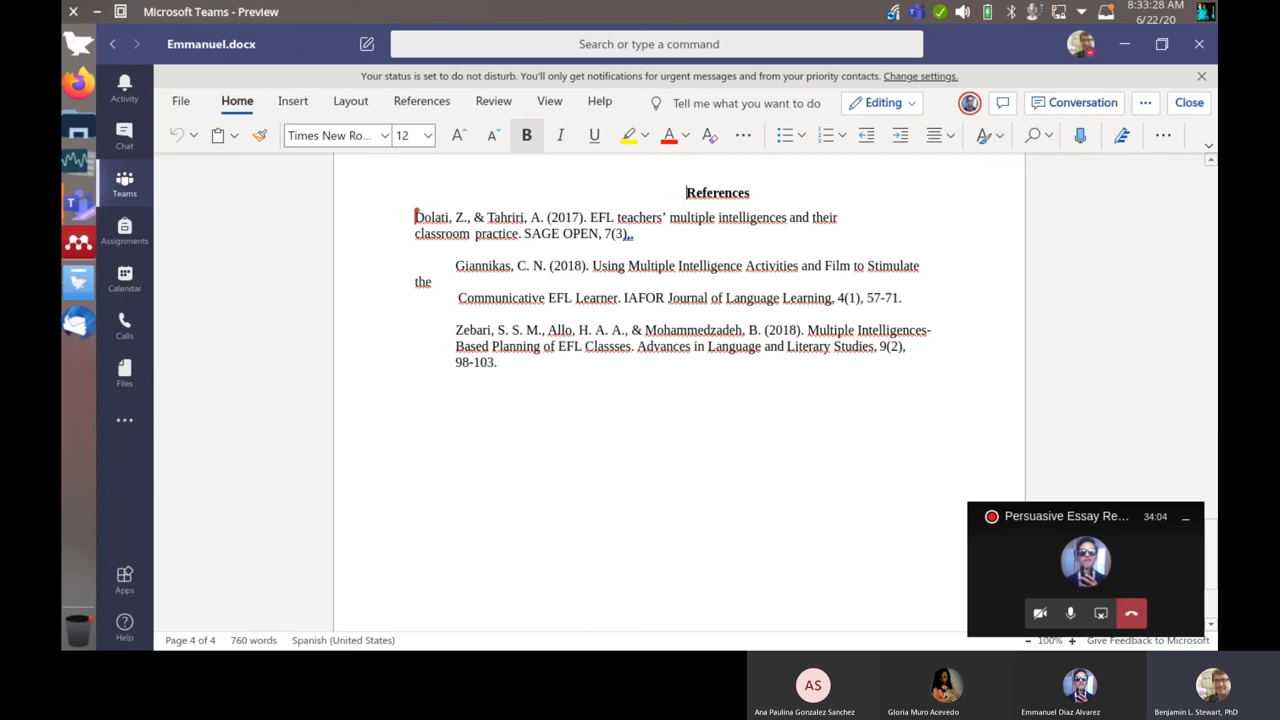 Microsoft Teams - Preview
8:33:28 AM
6/22/20
Emmanuel.docx
Search or type a command
Your status is set to do not disturb. You'll only get notifications for urgent messages and from your priority contacts. Change settings.
File Home Insert Layout References Review View Help Tell me what you want to do Editing Conversation Close
Times New Ro... 12
Activity
Chat
Teams
Assignments
Calendar
Calls
Files
Apps
Help
References
Dolati, Z., & Tahriri, A. (2017). EFL teachers’ multiple intelligences and their
classroom practice. SAGE OPEN, 7(3),.
Giannikas, C. N. (2018). Using Multiple Intelligence Activities and Film to Stimulate
the
Communicative EFL Learner. IAFOR Journal of Language Learning, 4(1), 57-71.
Zebari, S. S. M., Allo, H. A. A., & Mohammedzadeh, B. (2018). Multiple Intelligences-
Based Planning of EFL Classses. Advances in Language and Literary Studies, 9(2),
98-103.
Persuasive Essay Re... 34:04
Page 4 of 4 760 words Spanish (United States)
100% Give Feedback to Microsoft
AS
Ana Paulina Gonzalez Sanchez
Gloria Muro Acevedo
Emmanuel Diaz Alvarez
Benjamin L. Stewart, PhD